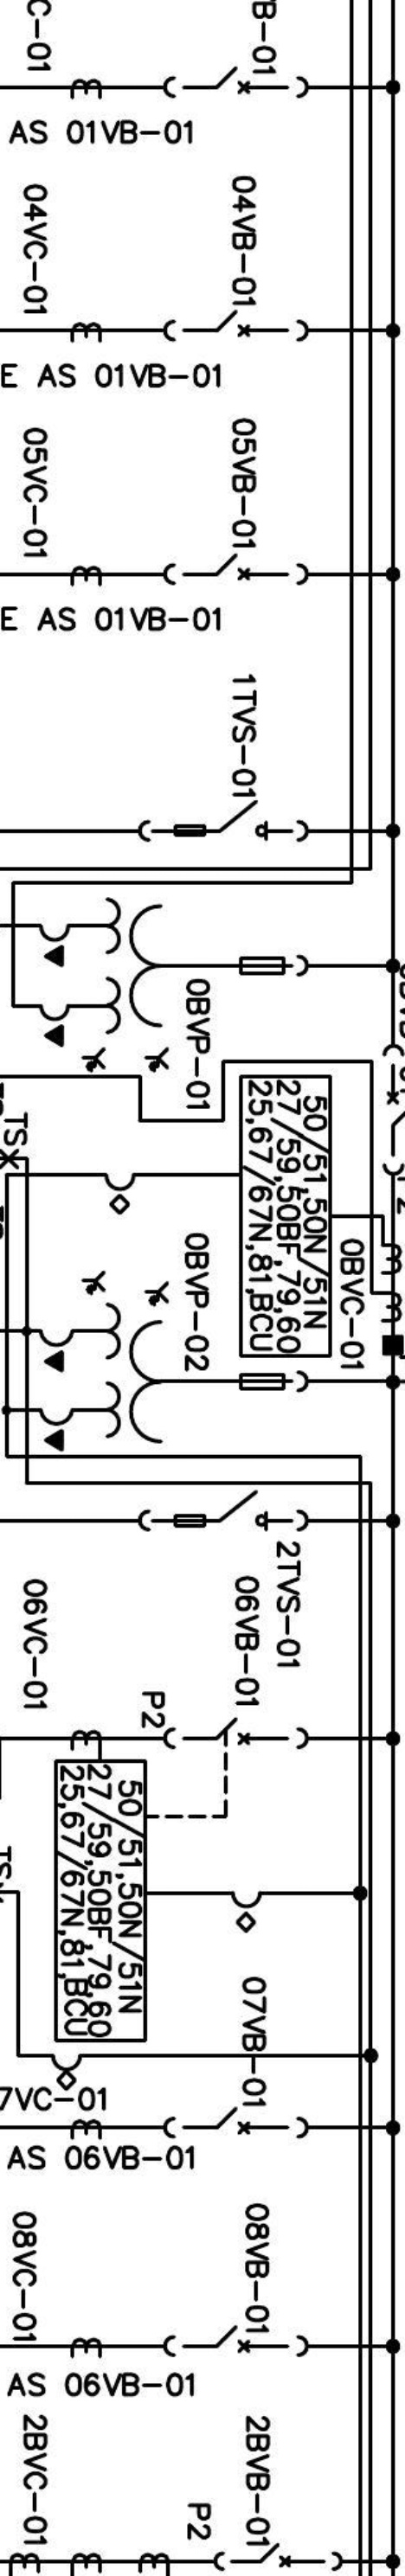 C-01
B-01
AS 01VB-01
04VC-01
04VB-01
E AS 01VB-01
05VC-01
05VB-01
E AS 01VB-01
1TVS-01
0BVP-01
50/51,50N/51N
27/59,50BF,79,60
25,67/67N,81,BCU
0BVC-01
TS
0BVP-02
2TVS-01
06VC-01
06VB-01
P2
50/51,50N/51N
27/59,50BF,79,60
25,67/67N,81,BCU
07VB-01
7VC-01
AS 06VB-01
08VC-01
08VB-01
AS 06VB-01
2BVC-01
2BVB-01
P2